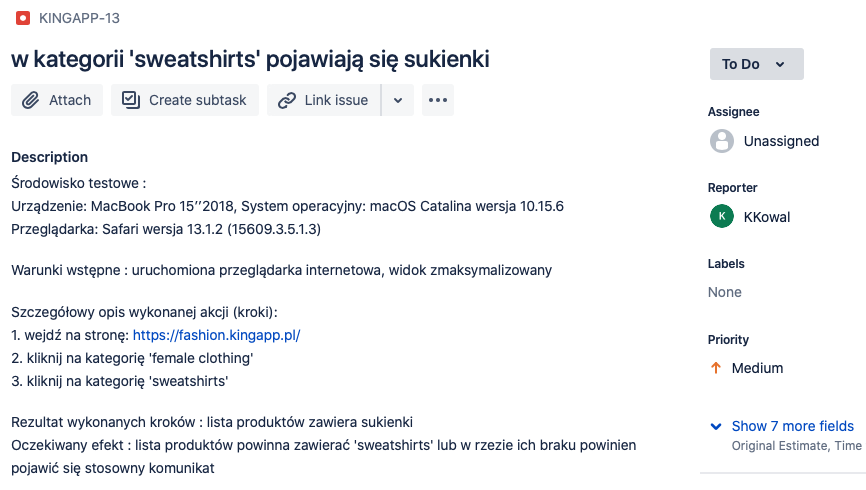 KINGAPP-13
w kategorii 'sweatshirts' pojawiają się sukienki
Attach
Create subtask
Link issue
Description
Środowisko testowe :
Urządzenie: MacBook Pro 15’’2018, System operacyjny: macOS Catalina wersja 10.15.6
Przeglądarka: Safari wersja 13.1.2 (15609.3.5.1.3)
Warunki wstępne : uruchomiona przeglądarka internetowa, widok zmaksymalizowany
Szczegółowy opis wykonanej akcji (kroki):
1. wejdź na stronę: https://fashion.kingapp.pl/
2. kliknij na kategorię 'female clothing'
3. kliknij na kategorię 'sweatshirts'
Rezultat wykonanych kroków : lista produktów zawiera sukienki
Oczekiwany efekt : lista produktów powinna zawierać 'sweatshirts' lub w rzezie ich braku powinien
pojawić się stosowny komunikat
To Do
Assignee
Unassigned
Reporter
K
KKowal
Labels
None
Priority
Medium
Show 7 more fields
Original Estimate, Time